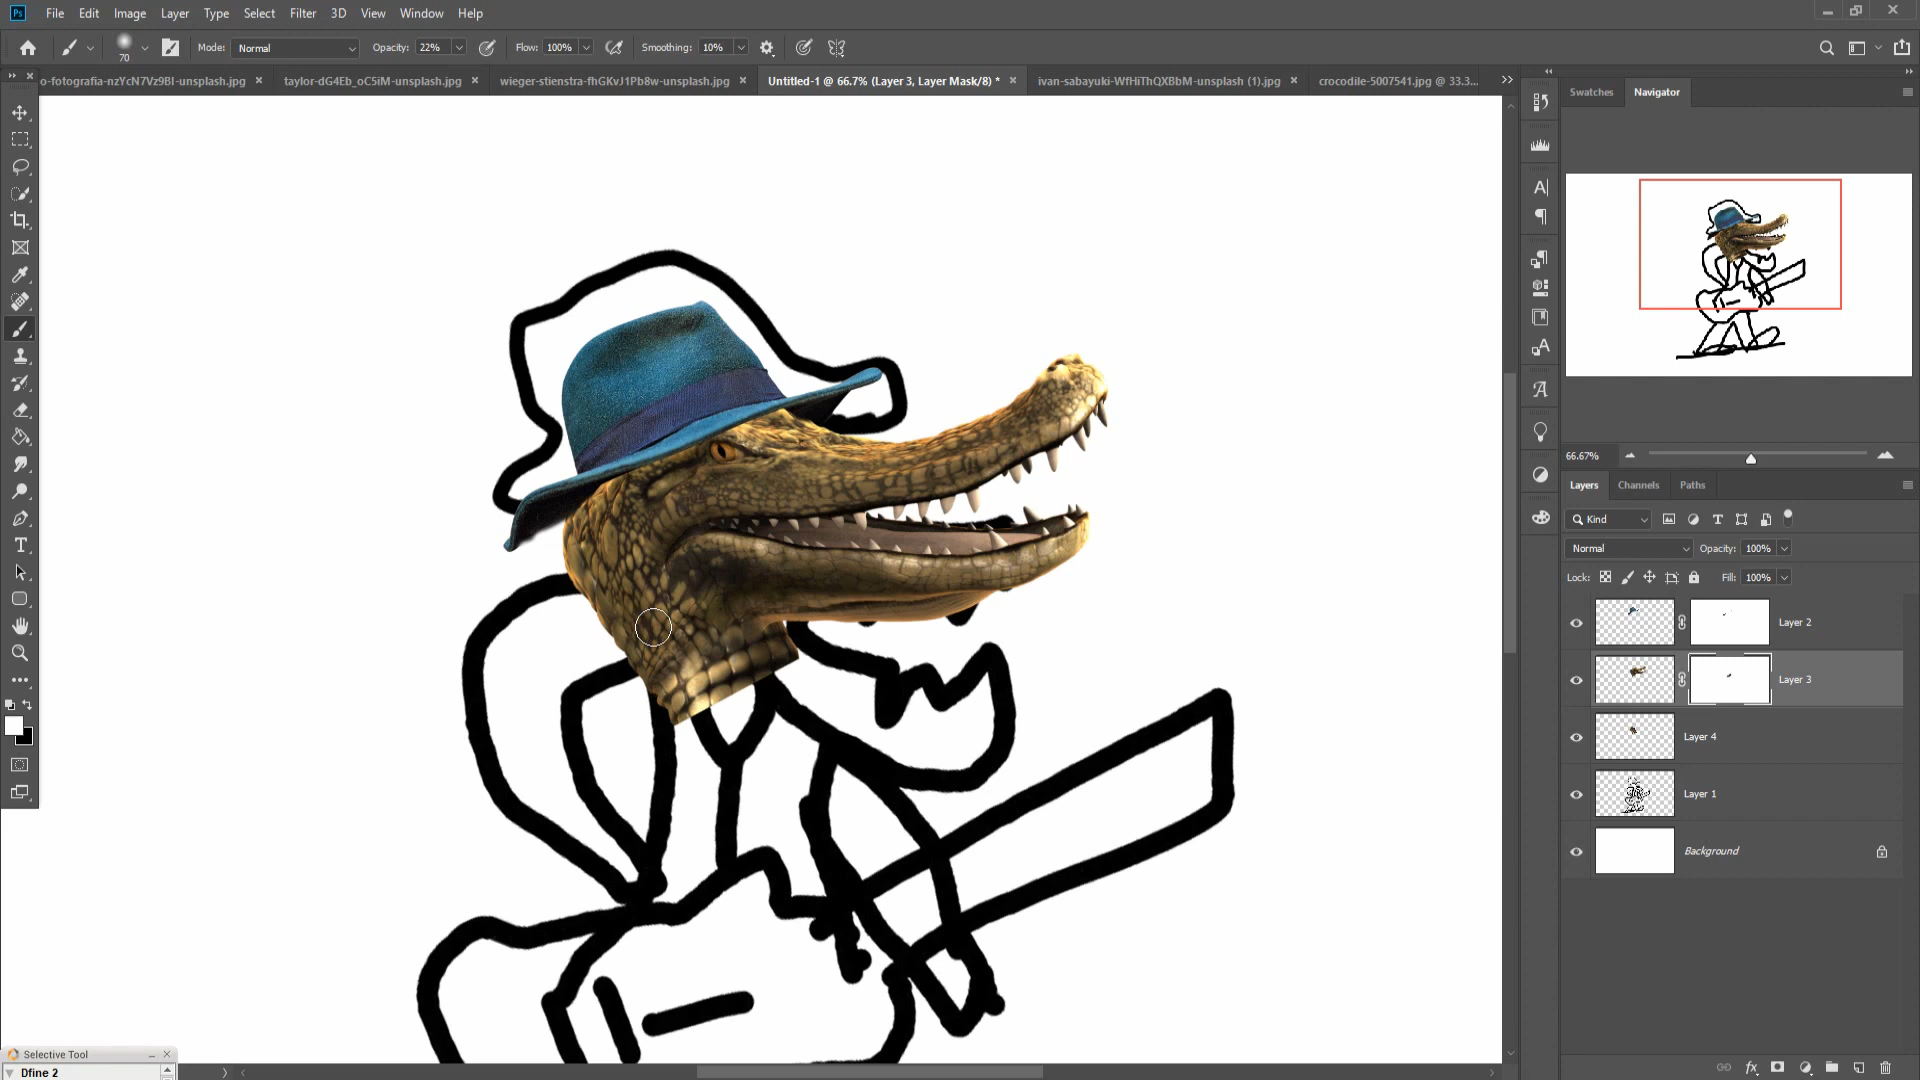 Ps File Edit Image Layer Type Select Filter 3D View Window Help
70 Mode: Normal Opacity: 22% Flow: 100% Smoothing: 10%
o-fotografia-nzYcN7Vz9BI-unsplash.jpg taylor-dG4Eb_oC5iM-unsplash.jpg wieger-stienstra-fhGKvJ1Pb8w-unsplash.jpg Untitled-1 @ 66.7% (Layer 3, Layer Mask/8) * ivan-sabayuki-WfHiThQXBbM-unsplash (1).jpg crocodile-5007541.jpg @ 33.3...
Swatches Navigator
66.67%
Layers Channels Paths
Kind
Normal Opacity: 100%
Lock: Fill: 100%
Layer 2
Layer 3
Layer 4
Layer 1
Background
Selective Tool
Dfine 2